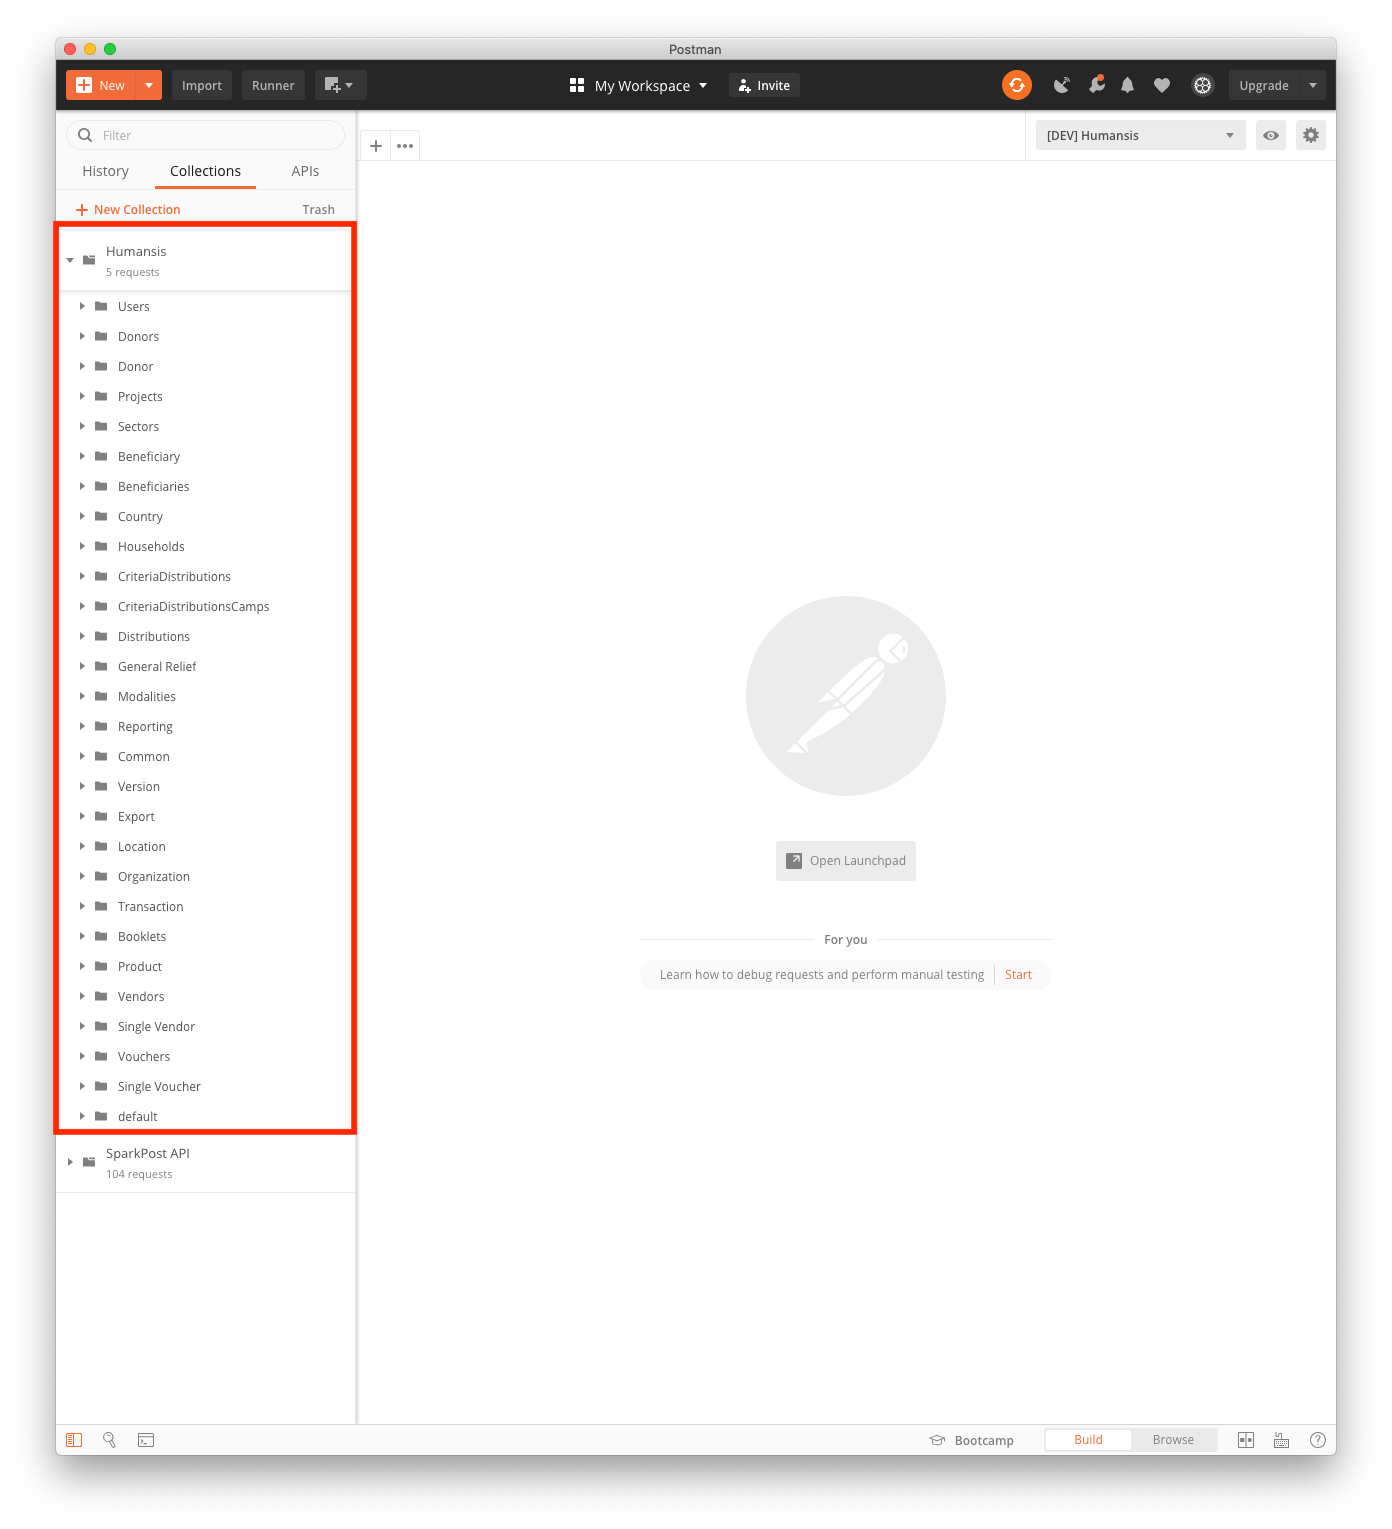 Postman
New
Import
Runner
My Workspace
Invite
Upgrade
Filter
[DEV] Humansis
History
Collections
APIs
New Collection
Trash
Humansis
5 requests
Users
Donors
Donor
Projects
Sectors
Beneficiary
Beneficiaries
Country
Households
CriteriaDistributions
CriteriaDistributionsCamps
Distributions
General Relief
Modalities
Reporting
Common
Version
Export
Location
Organization
Transaction
Booklets
Product
Vendors
Single Vendor
Vouchers
Single Voucher
default
SparkPost API
104 requests
Open Launchpad
For you
Learn how to debug requests and perform manual testing
Start
Bootcamp
Build
Browse